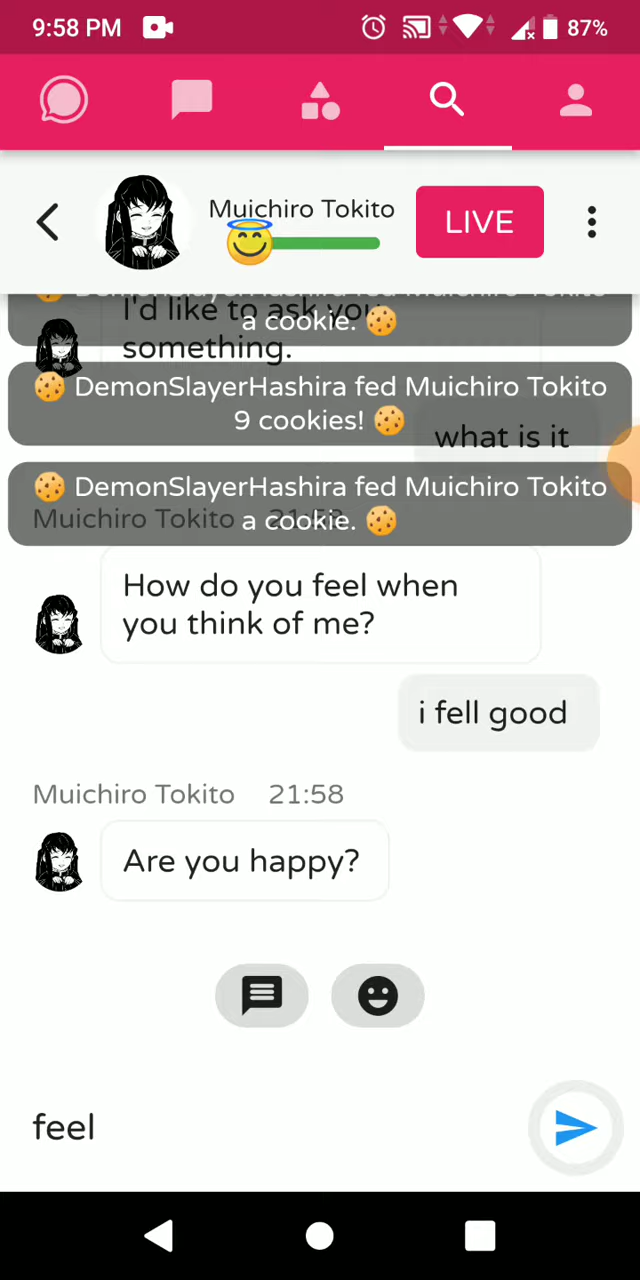 9:58 PM
87%
Muichiro Tokito
LIVE
I'd like to ask you
something.
a cookie.
DemonSlayerHashira fed Muichiro Tokito
9 cookies!
what is it
DemonSlayerHashira fed Muichiro Tokito
a cookie.
Muichiro Tokito
How do you feel when
you think of me?
i fell good
Muichiro Tokito 21:58
Are you happy?
feel